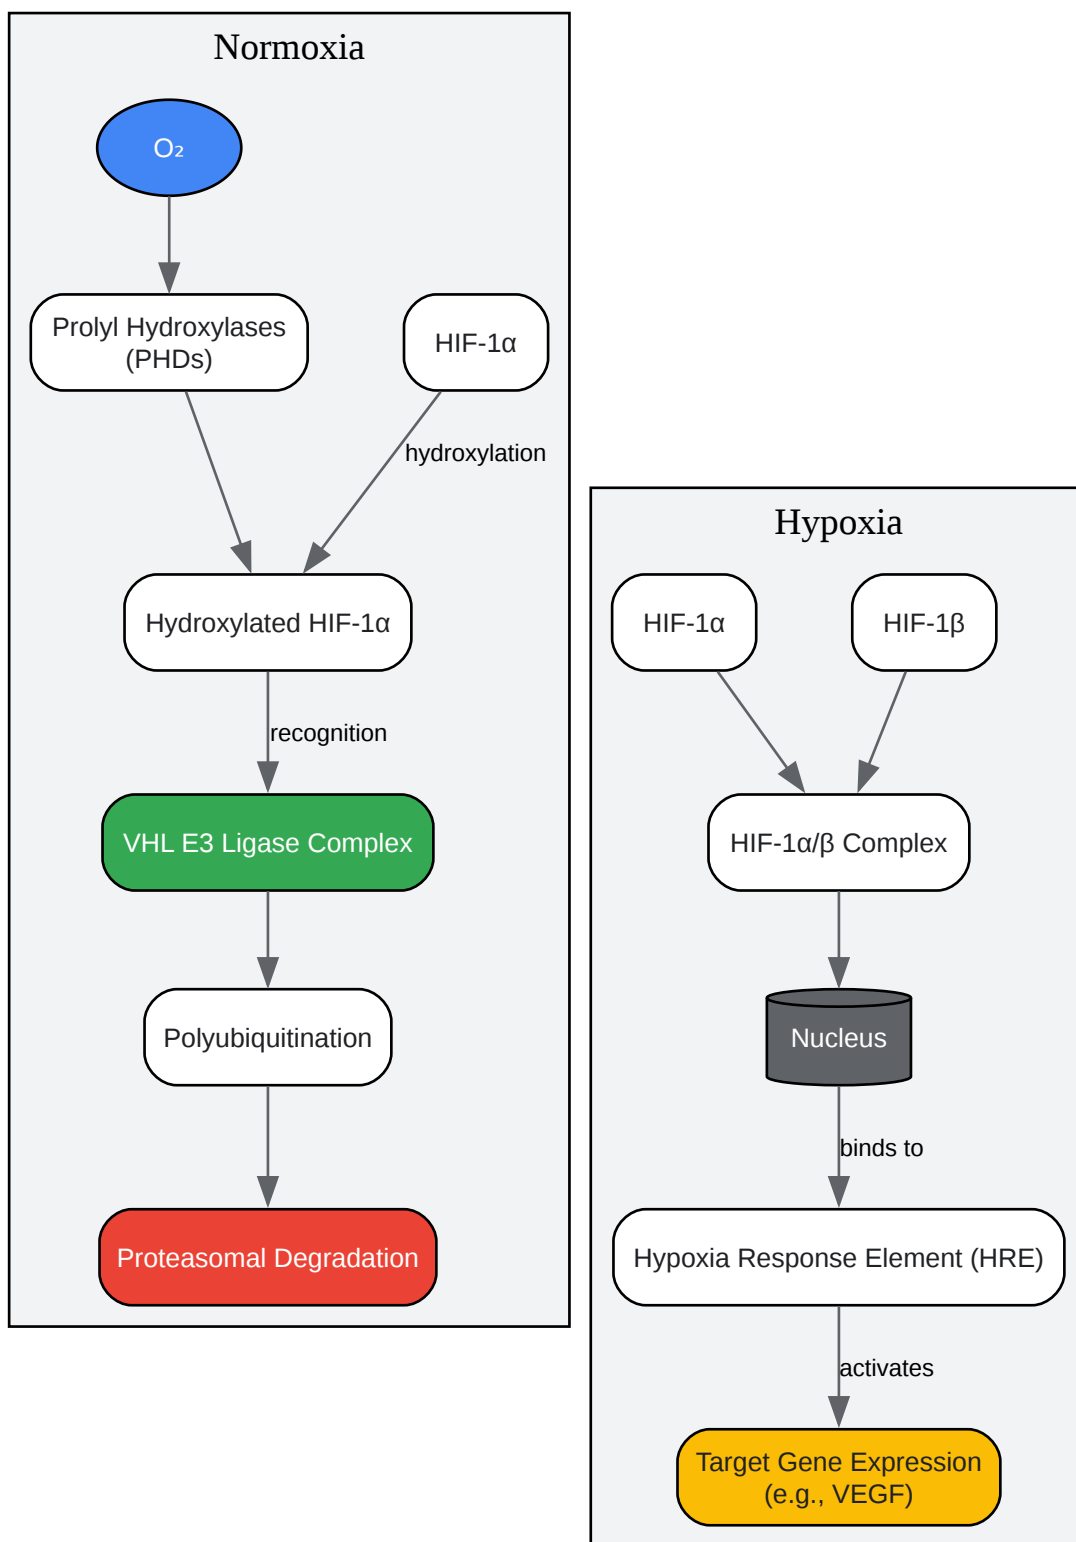 Normoxia
O₂
Prolyl Hydroxylases
(PHDs)
HIF-1α
hydroxylation
Hydroxylated HIF-1α
recognition
VHL E3 Ligase Complex
Polyubiquitination
Proteasomal Degradation
Hypoxia
HIF-1α
HIF-1β
HIF-1α/β Complex
Nucleus
binds to
Hypoxia Response Element (HRE)
activates
Target Gene Expression
(e.g., VEGF)